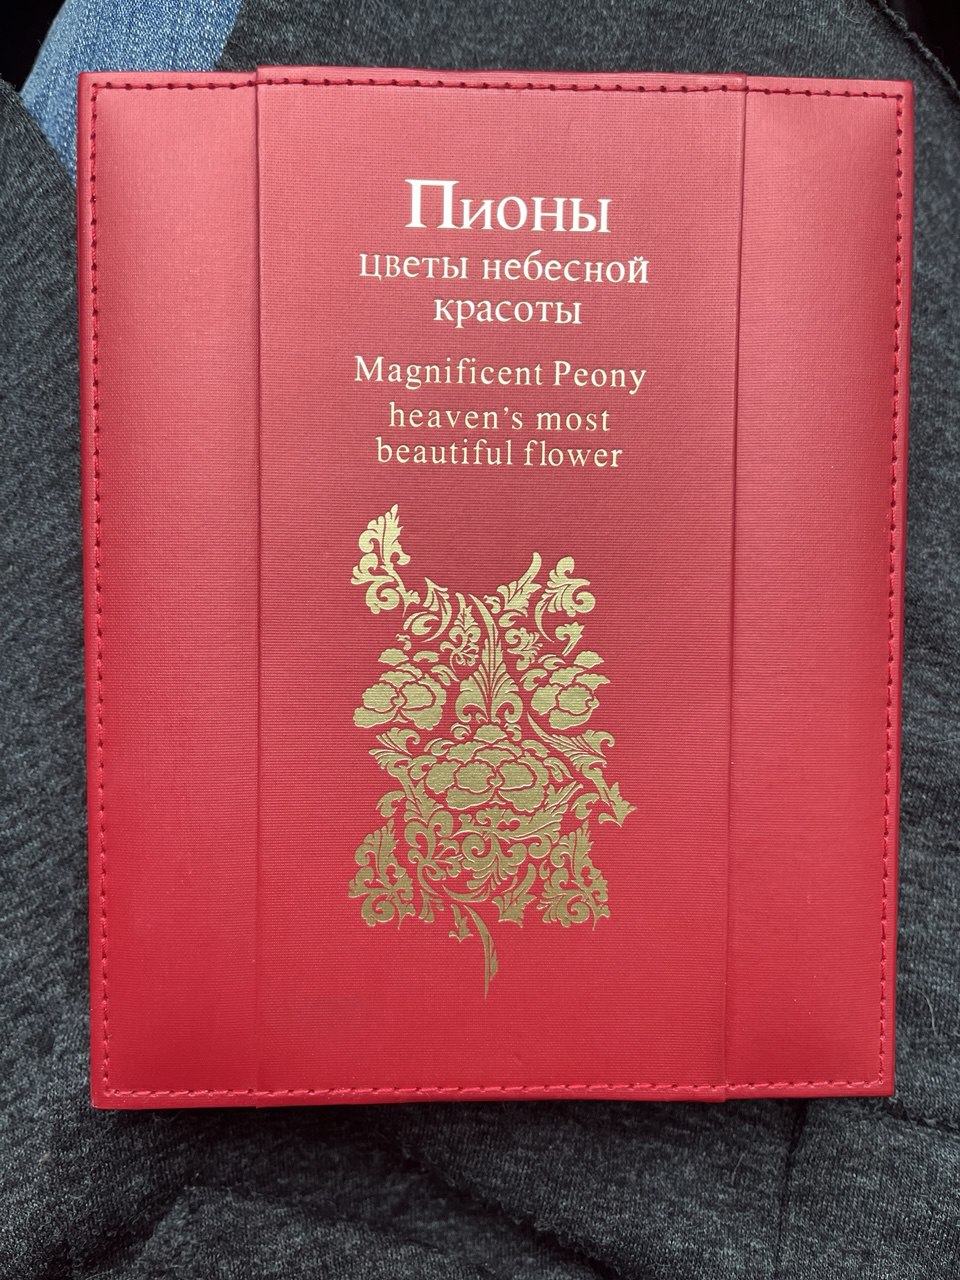 Пионы
цветы небесной
красоты
Magnificent Peony
heaven's most
beautiful flower